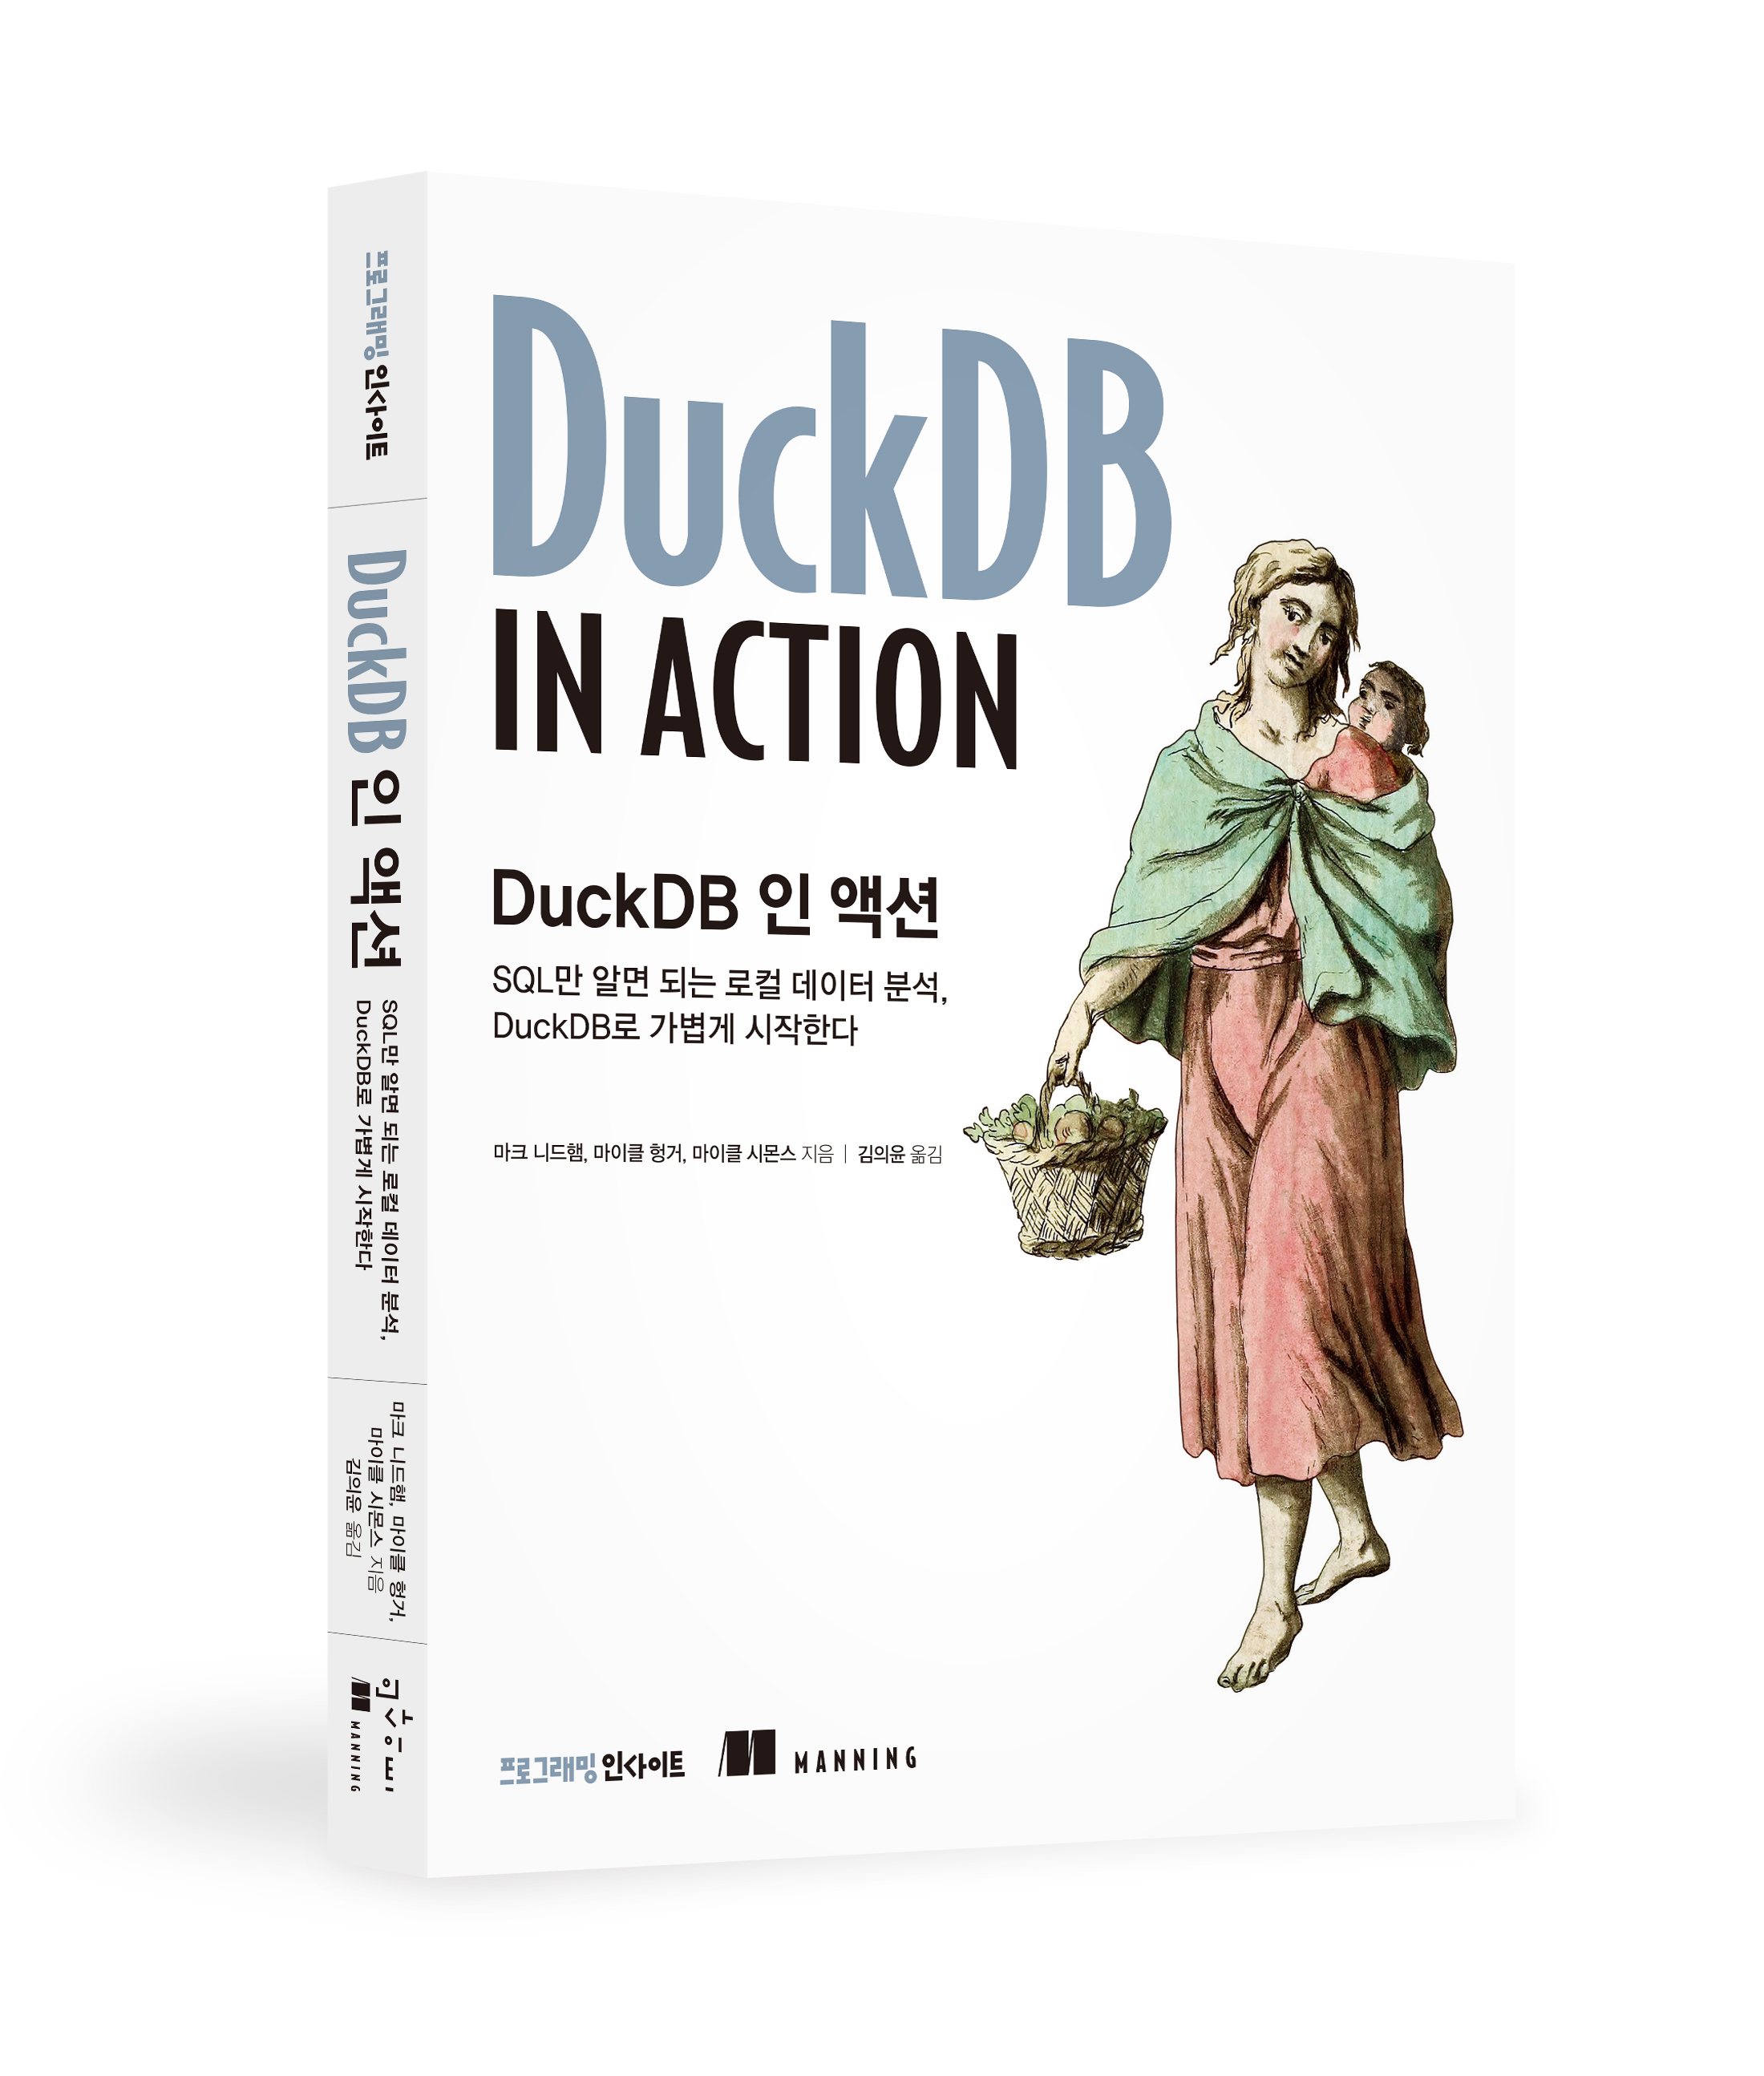 프로그래밍 인사이트
DuckDB 인 액션
SQL만 알면 되는 로컬 데이터 분석,
DuckDB로 가볍게 시작한다
마크 니드햄, 마이클 헝거,
마이클 시몬스 지음
김의윤 옮김
인사이트
MANNING
DuckDB
IN ACTION
DuckDB 인 액션
SQL만 알면 되는 로컬 데이터 분석,
DuckDB로 가볍게 시작한다
마크 니드햄, 마이클 헝거, 마이클 시몬스 지음 | 김의윤 옮김
프로그래밍 인사이트 MANNING